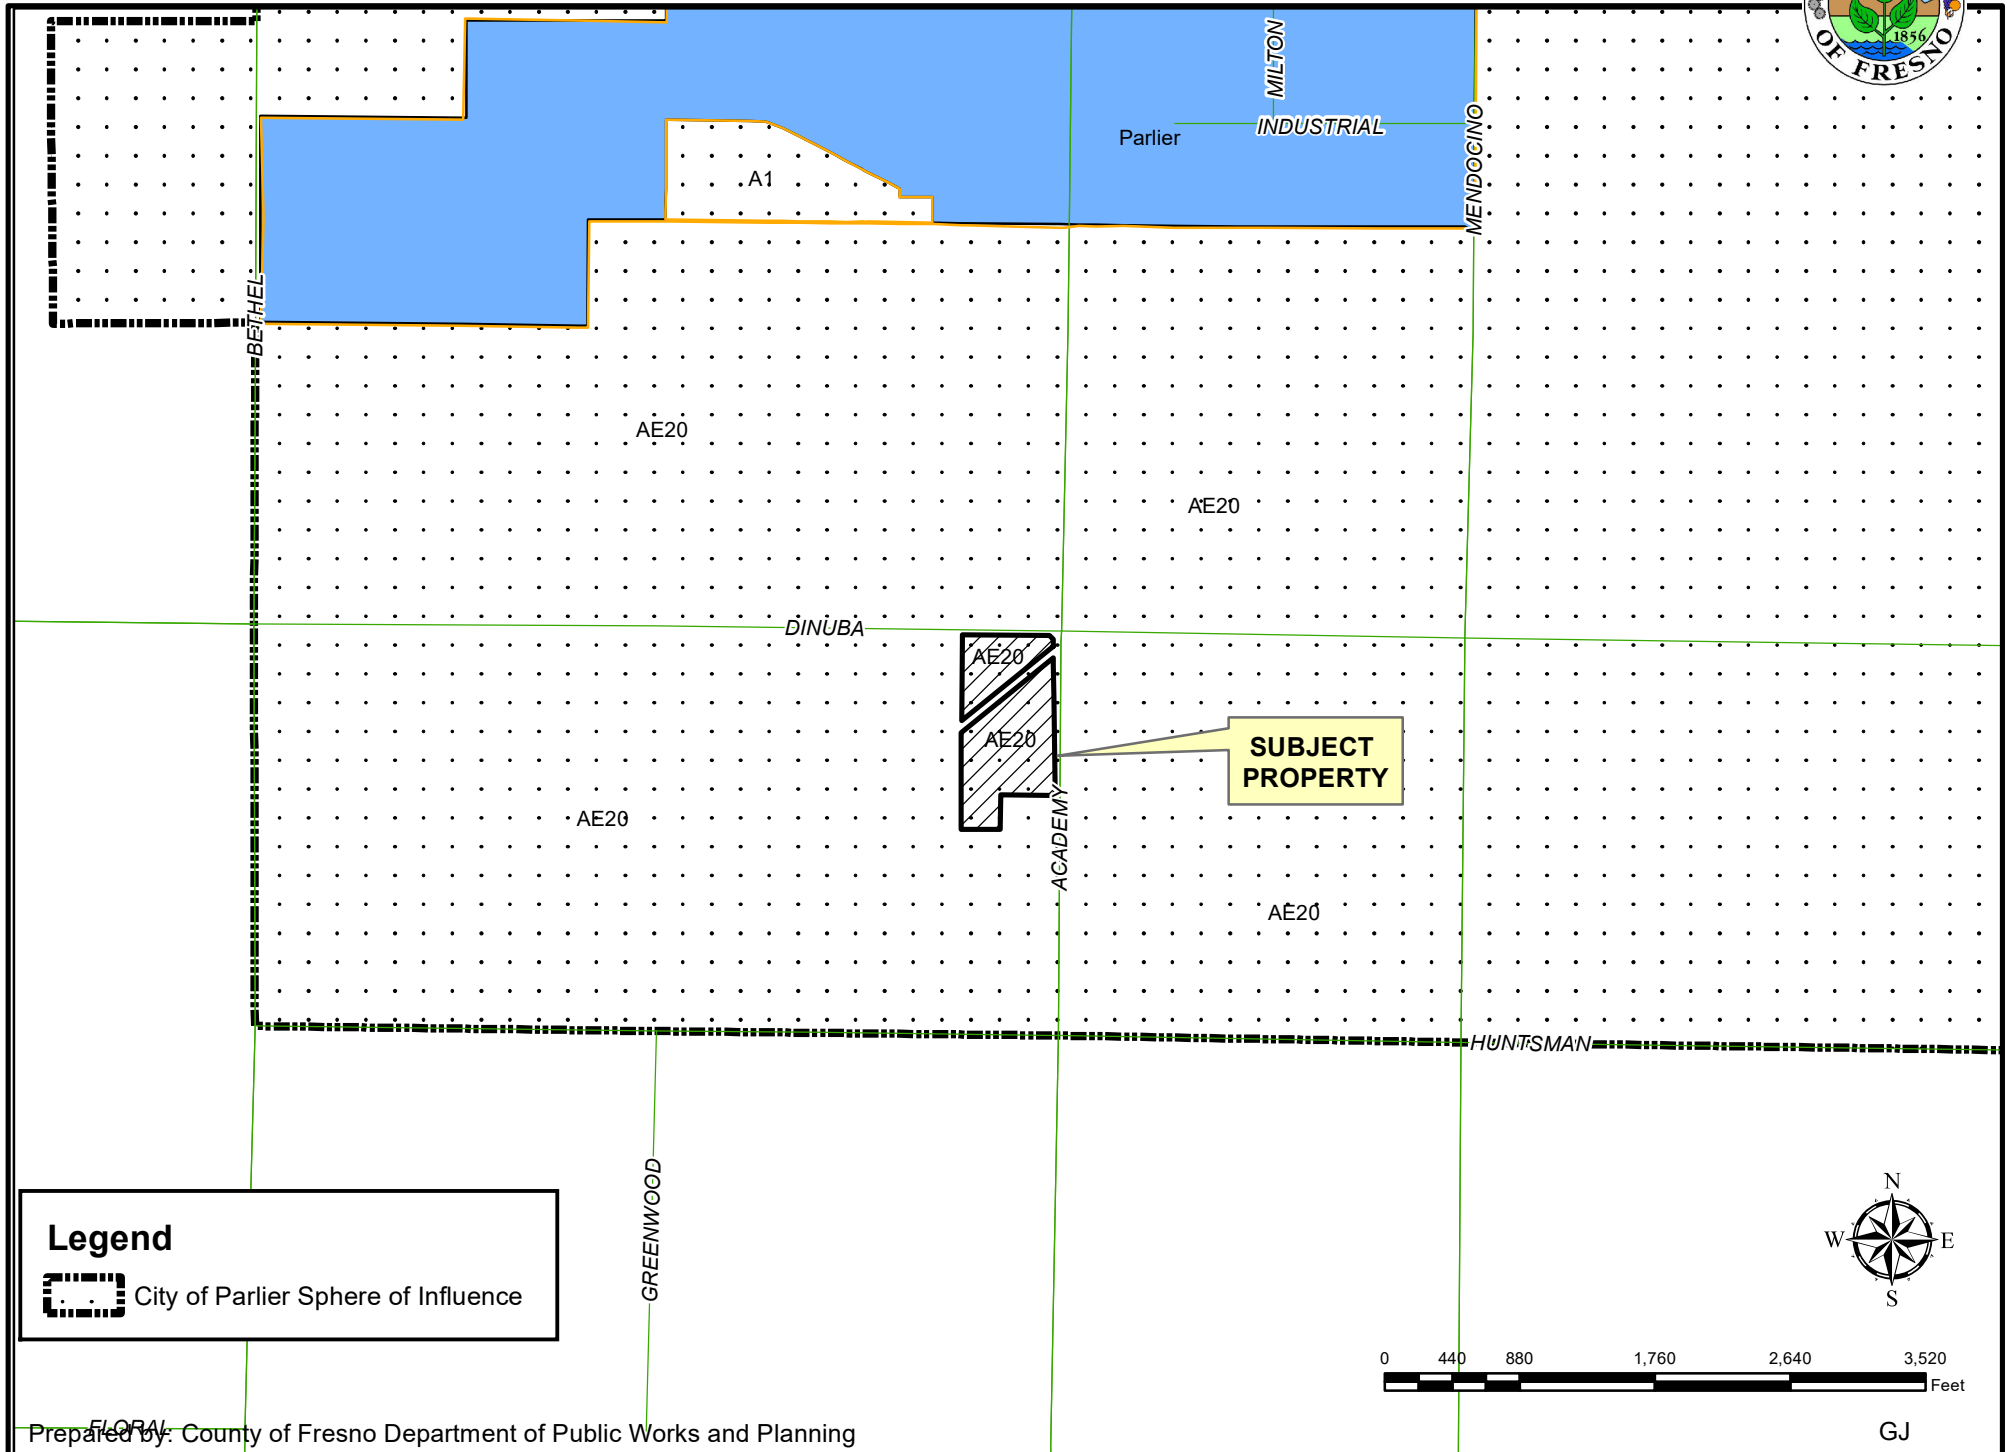 MILTON
1856
OF FRESNO
INDUSTRIAL
Parlier
MENDOCINO
A1
BETHEL
AE20
AE20
DINUBA
AE20
AE20
SUBJECT
PROPERTY
AE20
ACADEMY
AE20
HUNTSMAN
GREENWOOD
N
W
E
S
Legend
City of Parlier Sphere of Influence
0 440 880 1,760 2,640 3,520
Feet
FLORAL
Prepared by: County of Fresno Department of Public Works and Planning
GJ